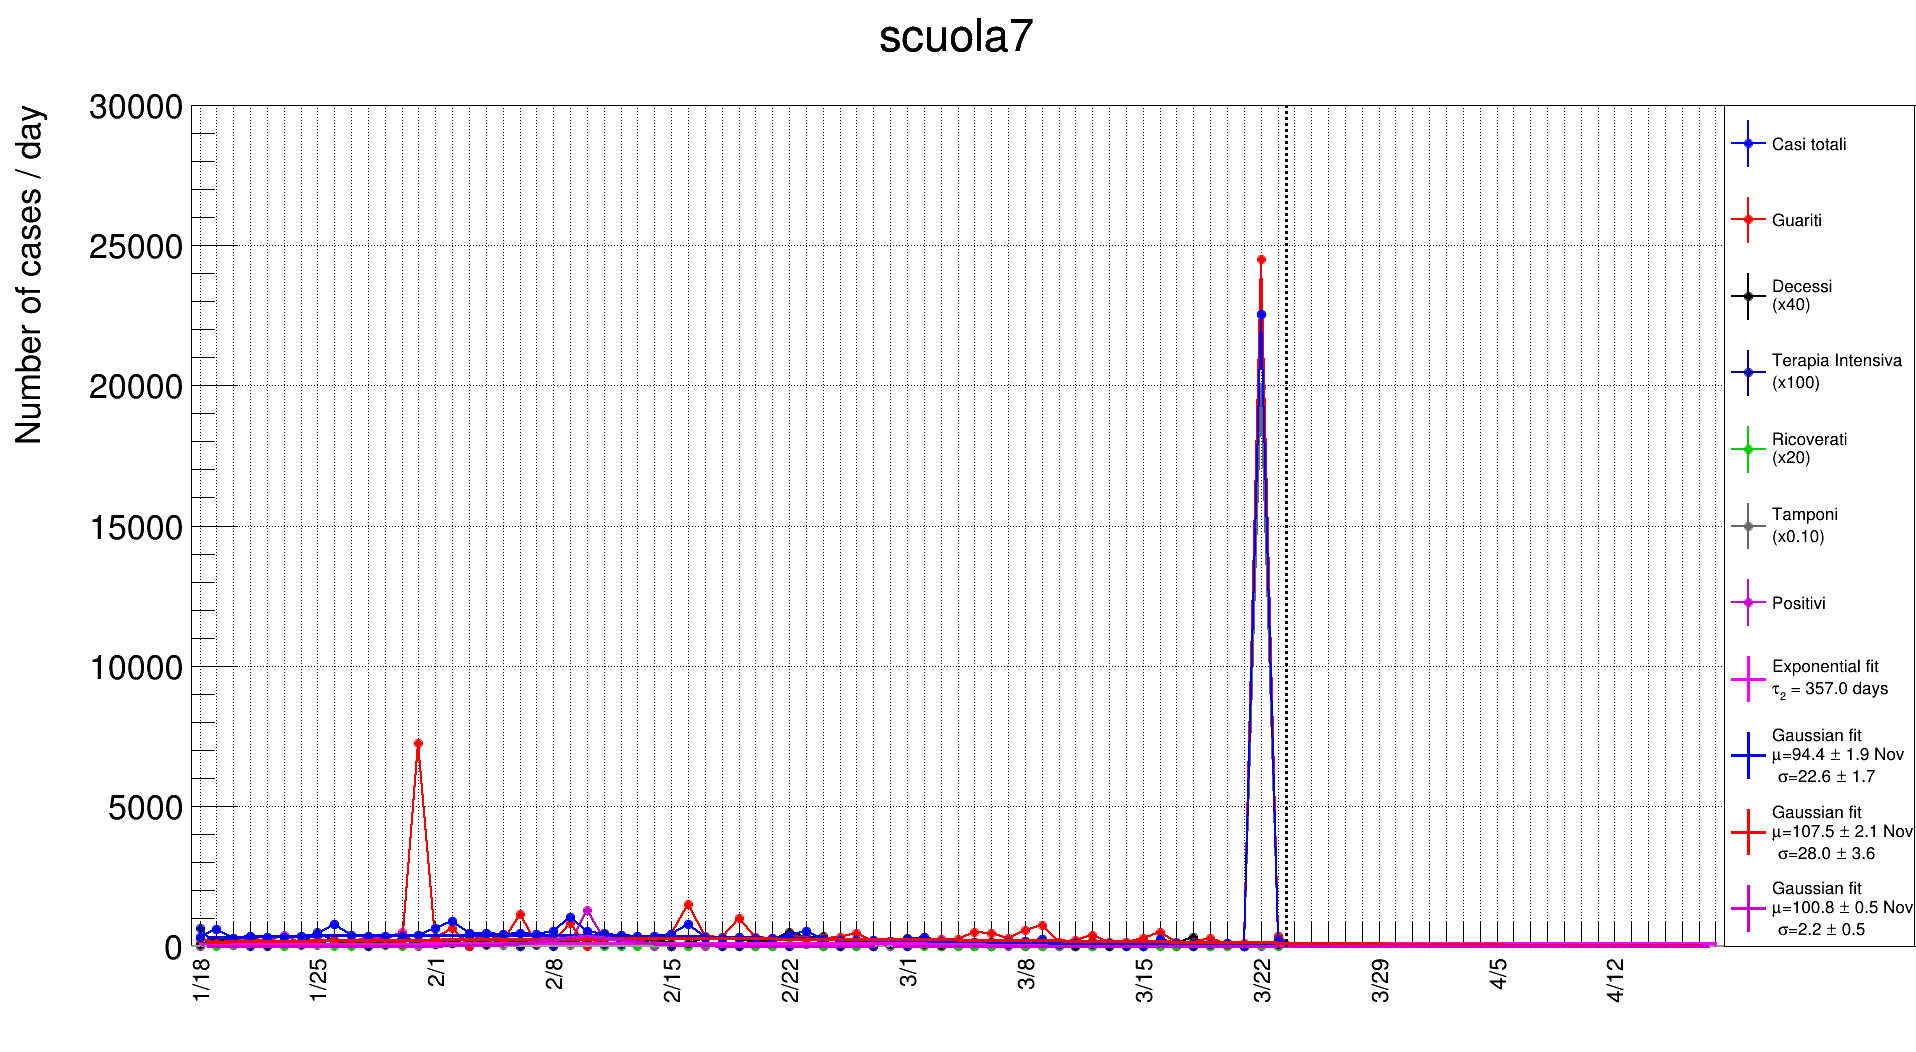 scuola7
Number of cases / day
30000
25000
20000
15000
10000
5000
0
1/18
1/25
2/1
2/8
2/15
2/22
3/1
3/8
3/15
3/22
3/29
4/5
4/12
Casi totali
Guariti
Decessi
(x40)
Terapia Intensiva
(x100)
Ricoverati
(x20)
Tamponi
(x0.10)
Positivi
Exponential fit
τ2 = 357.0 days
Gaussian fit
μ=94.4 ± 1.9 Nov
σ=22.6 ± 1.7
Gaussian fit
μ=107.5 ± 2.1 Nov
σ=28.0 ± 3.6
Gaussian fit
μ=100.8 ± 0.5 Nov
σ=2.2 ± 0.5